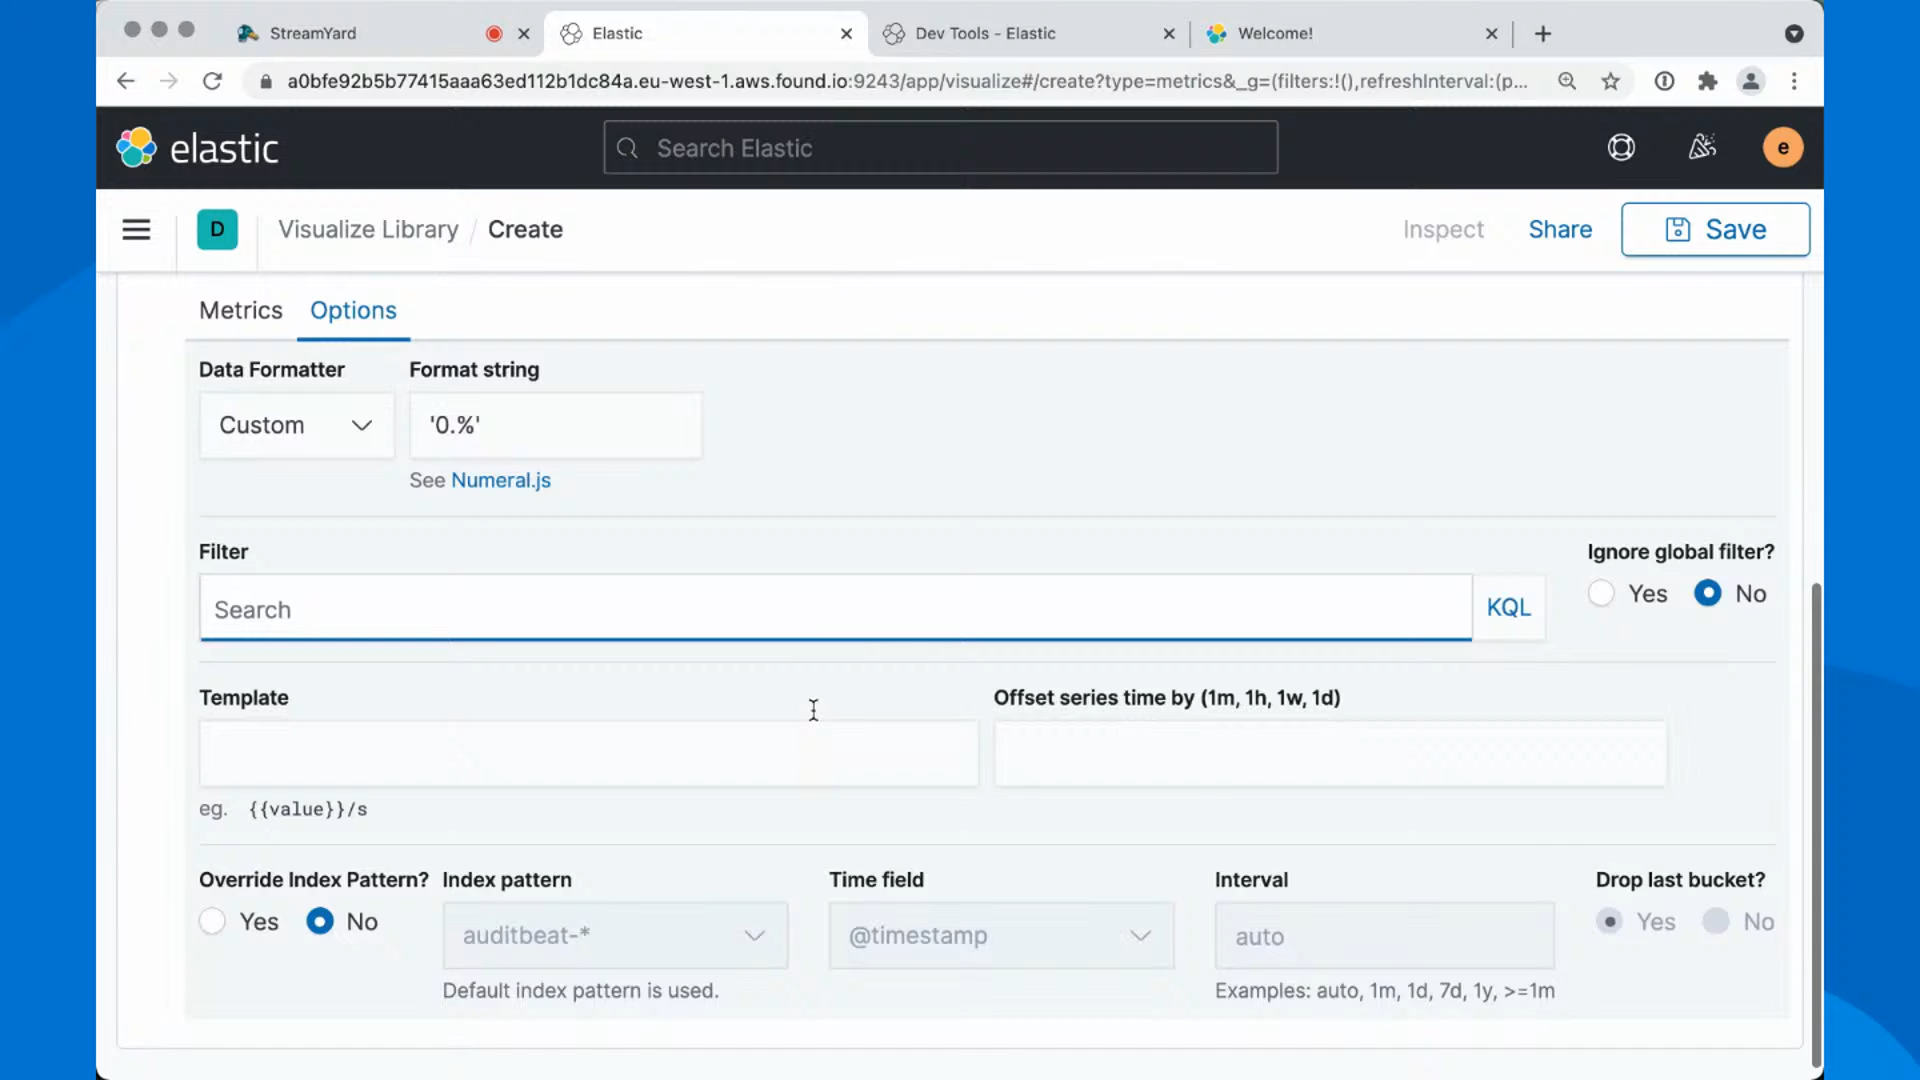 StreamYard
Elastic
Dev Tools - Elastic
Welcome!
a0bfe92b5b77415aaa63ed112b1dc84a.eu-west-1.aws.found.io:9243/app/visualize#/create?type=metrics&_g=(filters:!(),refreshInterval:(p...
elastic
Search Elastic
e
D
Visualize Library / Create
Inspect
Share
Save
Metrics
Options
Data Formatter
Format string
Custom
'0.%'
See Numeral.js
Filter
Ignore global filter?
Search
KQL
Yes
No
Template
Offset series time by (1m, 1h, 1w, 1d)
eg. {{value}}/s
Override Index Pattern?
Index pattern
Time field
Interval
Drop last bucket?
Yes
No
auditbeat-*
@timestamp
auto
Yes
No
Default index pattern is used.
Examples: auto, 1m, 1d, 7d, 1y, >=1m